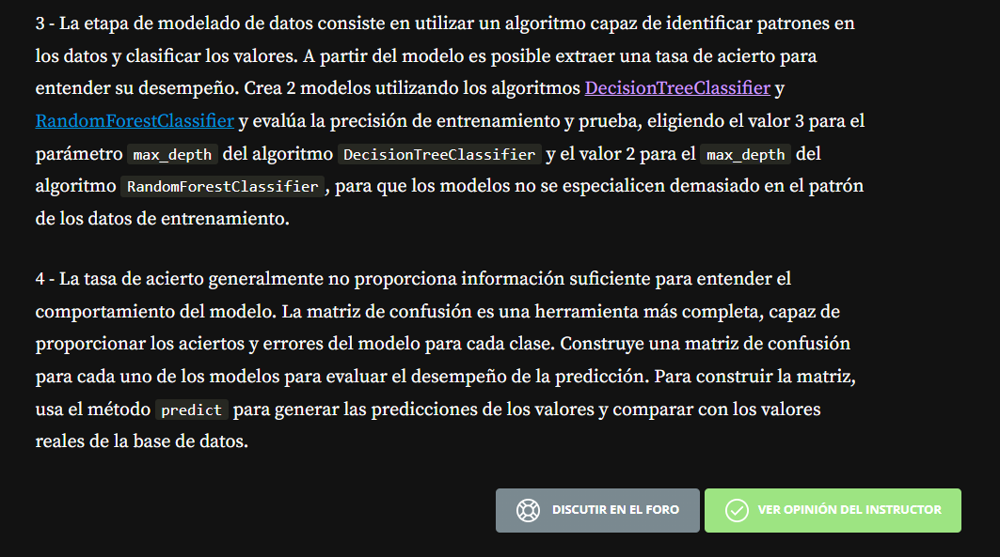 3 - La etapa de modelado de datos consiste en utilizar un algoritmo capaz de identificar patrones en
los datos y clasificar los valores. A partir del modelo es posible extraer una tasa de acierto para
entender su desempeño. Crea 2 modelos utilizando los algoritmos DecisionTreeClassifier y
RandomForestClassifier y evalúa la precisión de entrenamiento y prueba, eligiendo el valor 3 para el
parámetro max_depth del algoritmo DecisionTreeClassifier y el valor 2 para el max_depth del
algoritmo RandomForestClassifier, para que los modelos no se especialicen demasiado en el patrón
de los datos de entrenamiento.
4 - La tasa de acierto generalmente no proporciona información suficiente para entender el
comportamiento del modelo. La matriz de confusión es una herramienta más completa, capaz de
proporcionar los aciertos y errores del modelo para cada clase. Construye una matriz de confusión
para cada uno de los modelos para evaluar el desempeño de la predicción. Para construir la matriz,
usa el método predict para generar las predicciones de los valores y comparar con los valores
reales de la base de datos.
DISCUTIR EN EL FORO VER OPINIÓN DEL INSTRUCTOR